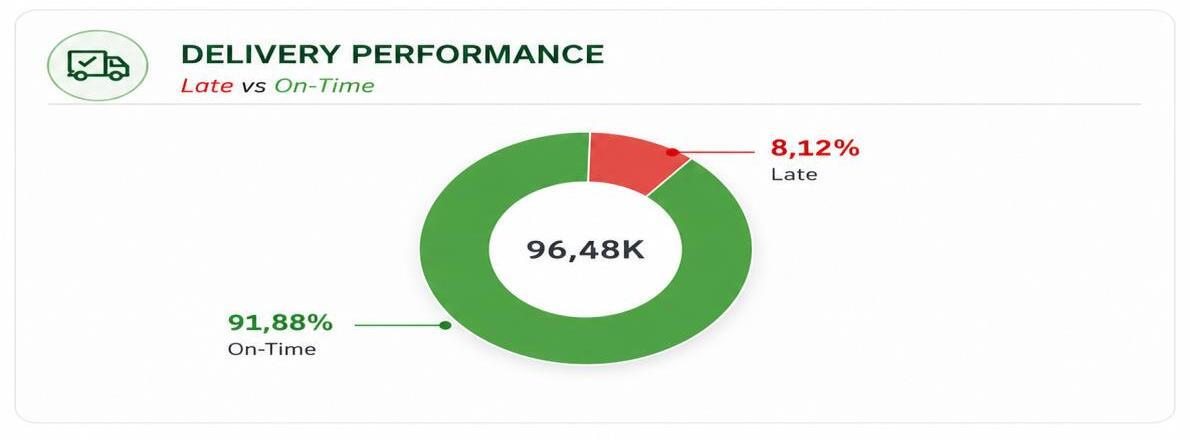 DELIVERY PERFORMANCE
Late vs On-Time
8,12%
Late
96,48K
91,88%
On-Time